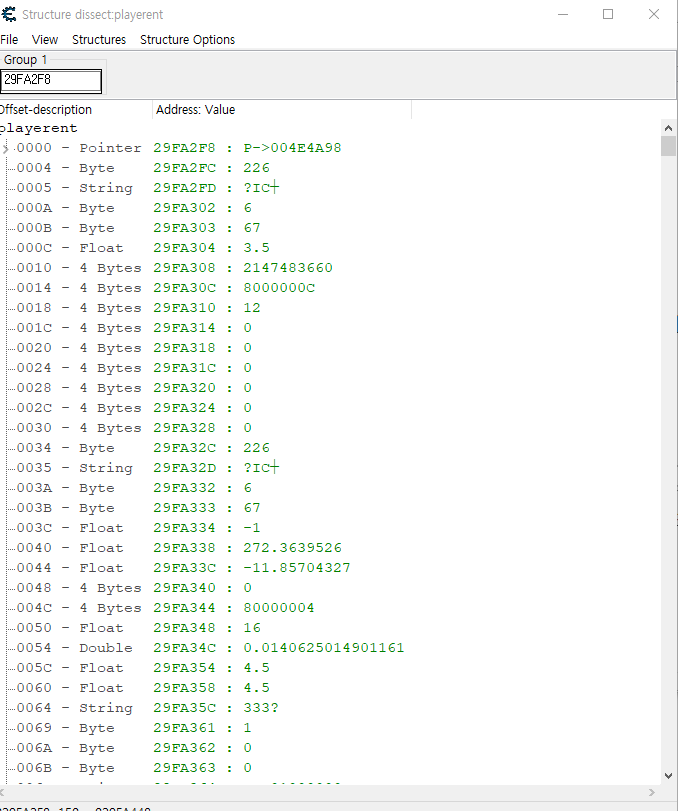 Structure dissect:playerent
File View Structures Structure Options
Group 1
29FA2F8
Offset-description Address: Value
playerent
0000 - Pointer 29FA2F8 : P->004E4A98
0004 - Byte 29FA2FC : 226
0005 - String 29FA2FD : ?IC┼
000A - Byte 29FA302 : 6
000B - Byte 29FA303 : 67
000C - Float 29FA304 : 3.5
0010 - 4 Bytes 29FA308 : 2147483660
0014 - 4 Bytes 29FA30C : 8000000C
0018 - 4 Bytes 29FA310 : 12
001C - 4 Bytes 29FA314 : 0
0020 - 4 Bytes 29FA318 : 0
0024 - 4 Bytes 29FA31C : 0
0028 - 4 Bytes 29FA320 : 0
002C - 4 Bytes 29FA324 : 0
0030 - 4 Bytes 29FA328 : 0
0034 - Byte 29FA32C : 226
0035 - String 29FA32D : ?IC┼
003A - Byte 29FA332 : 6
003B - Byte 29FA333 : 67
003C - Float 29FA334 : -1
0040 - Float 29FA338 : 272.3639526
0044 - Float 29FA33C : -11.85704327
0048 - 4 Bytes 29FA340 : 0
004C - 4 Bytes 29FA344 : 80000004
0050 - Float 29FA348 : 16
0054 - Double 29FA34C : 0.0140625014901161
005C - Float 29FA354 : 4.5
0060 - Float 29FA358 : 4.5
0064 - String 29FA35C : 333?
0069 - Byte 29FA361 : 1
006A - Byte 29FA362 : 0
006B - Byte 29FA363 : 0